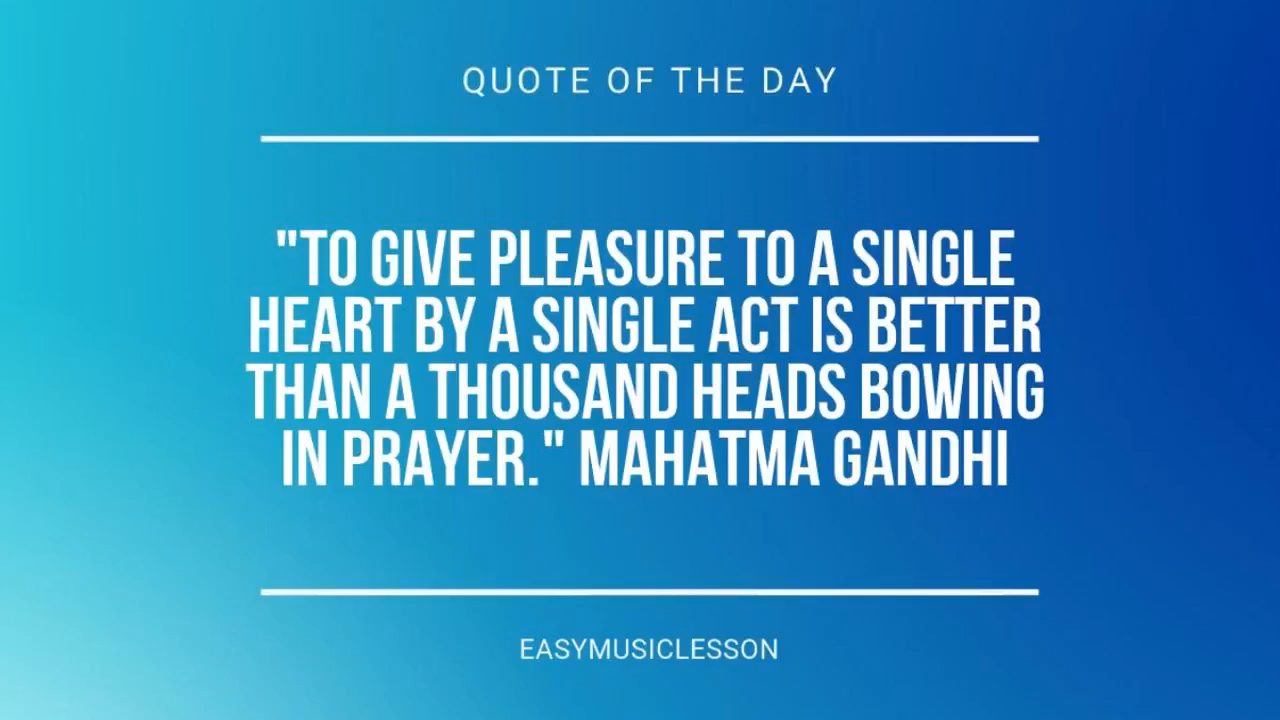 QUOTE OF THE DAY
"TO GIVE PLEASURE TO A SINGLE
HEART BY A SINGLE ACT IS BETTER
THAN A THOUSAND HEADS BOWING
IN PRAYER." MAHATMA GANDHI
EASYMUSICLESSON